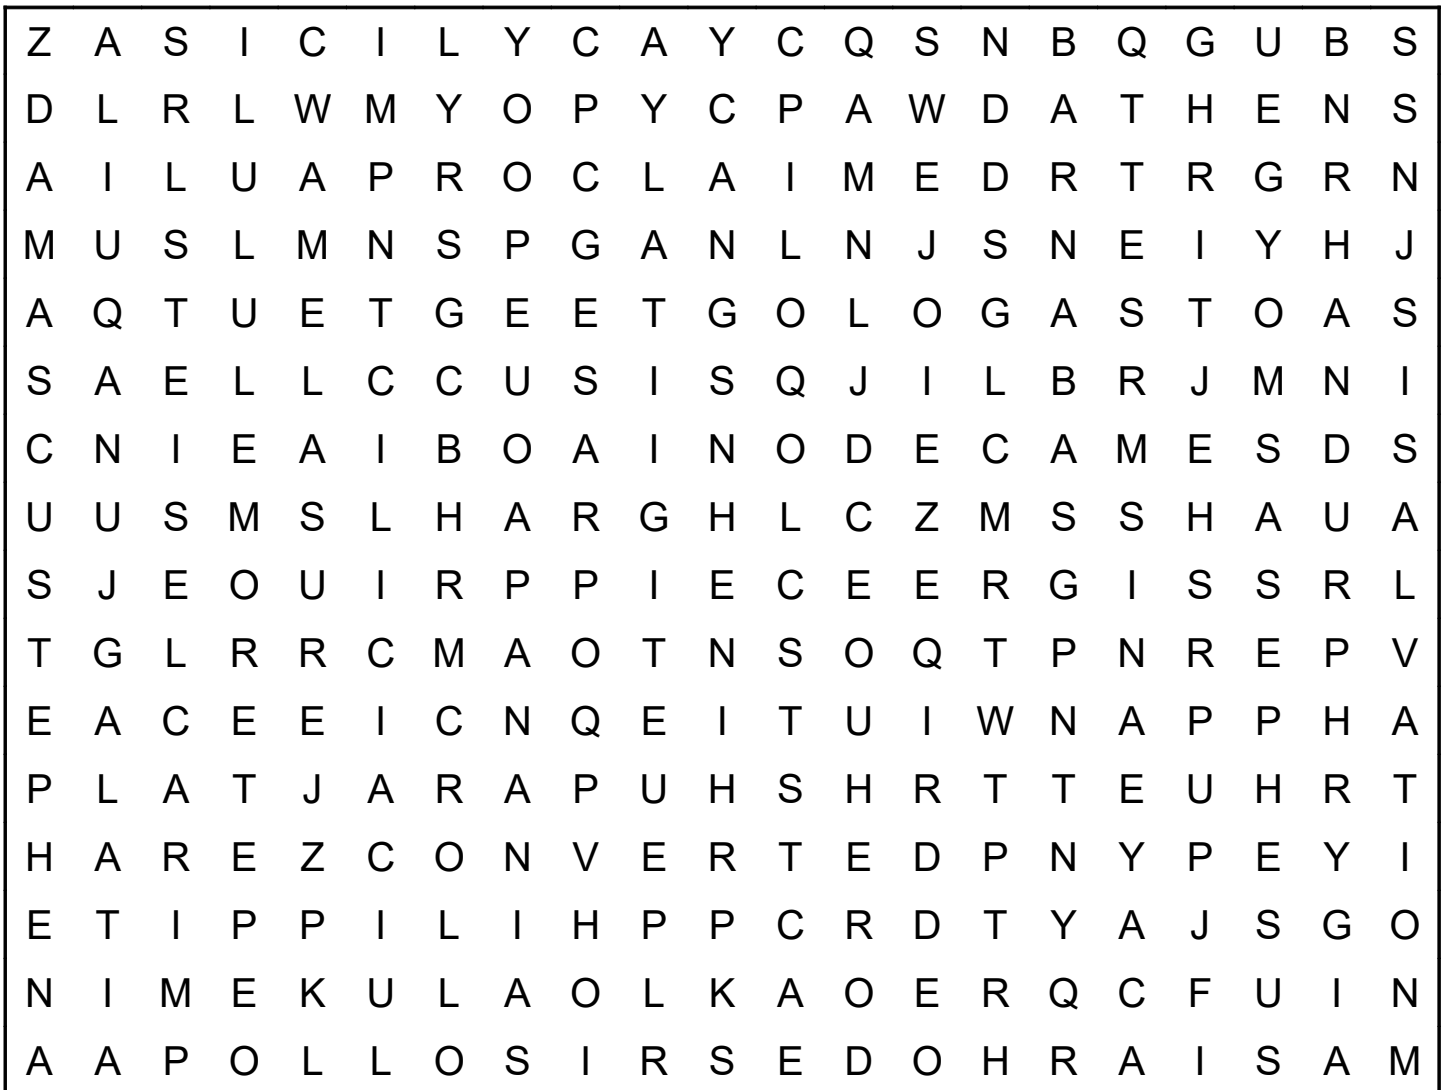 Z A S I C I L Y C A Y C Q S N B Q G U B S
D L R L W M Y O P Y C P A W D A T H E N S
A I L U A P R O C L A I M E D R T R G R N
M U S L M N S P G A N L N J S N E I Y H J
A Q T U E T G E E T G O L O G A S T O A S
S A E L L C C U S I S Q J I L B R J M N I
C N I E A I B O A I N O D E C A M E S D S
U U S M S L H A R G H L C Z M S S H A U A
S J E O U I R P P I E C E E R G I S S R L
T G L R R C M A O T N S O Q T P N R E P V
E A C E E I C N Q E I T U I W N A P P H A
P L A T J A R A P U H S H R T T E U H R T
H A R E Z C O N V E R T E D P N Y P E Y I
E T I P P I L I H P P C R D T Y A J S G O
N I M E K U L A O L K A O E R Q C F U I N
A A P O L L O S I R S E D O H R A I S A M